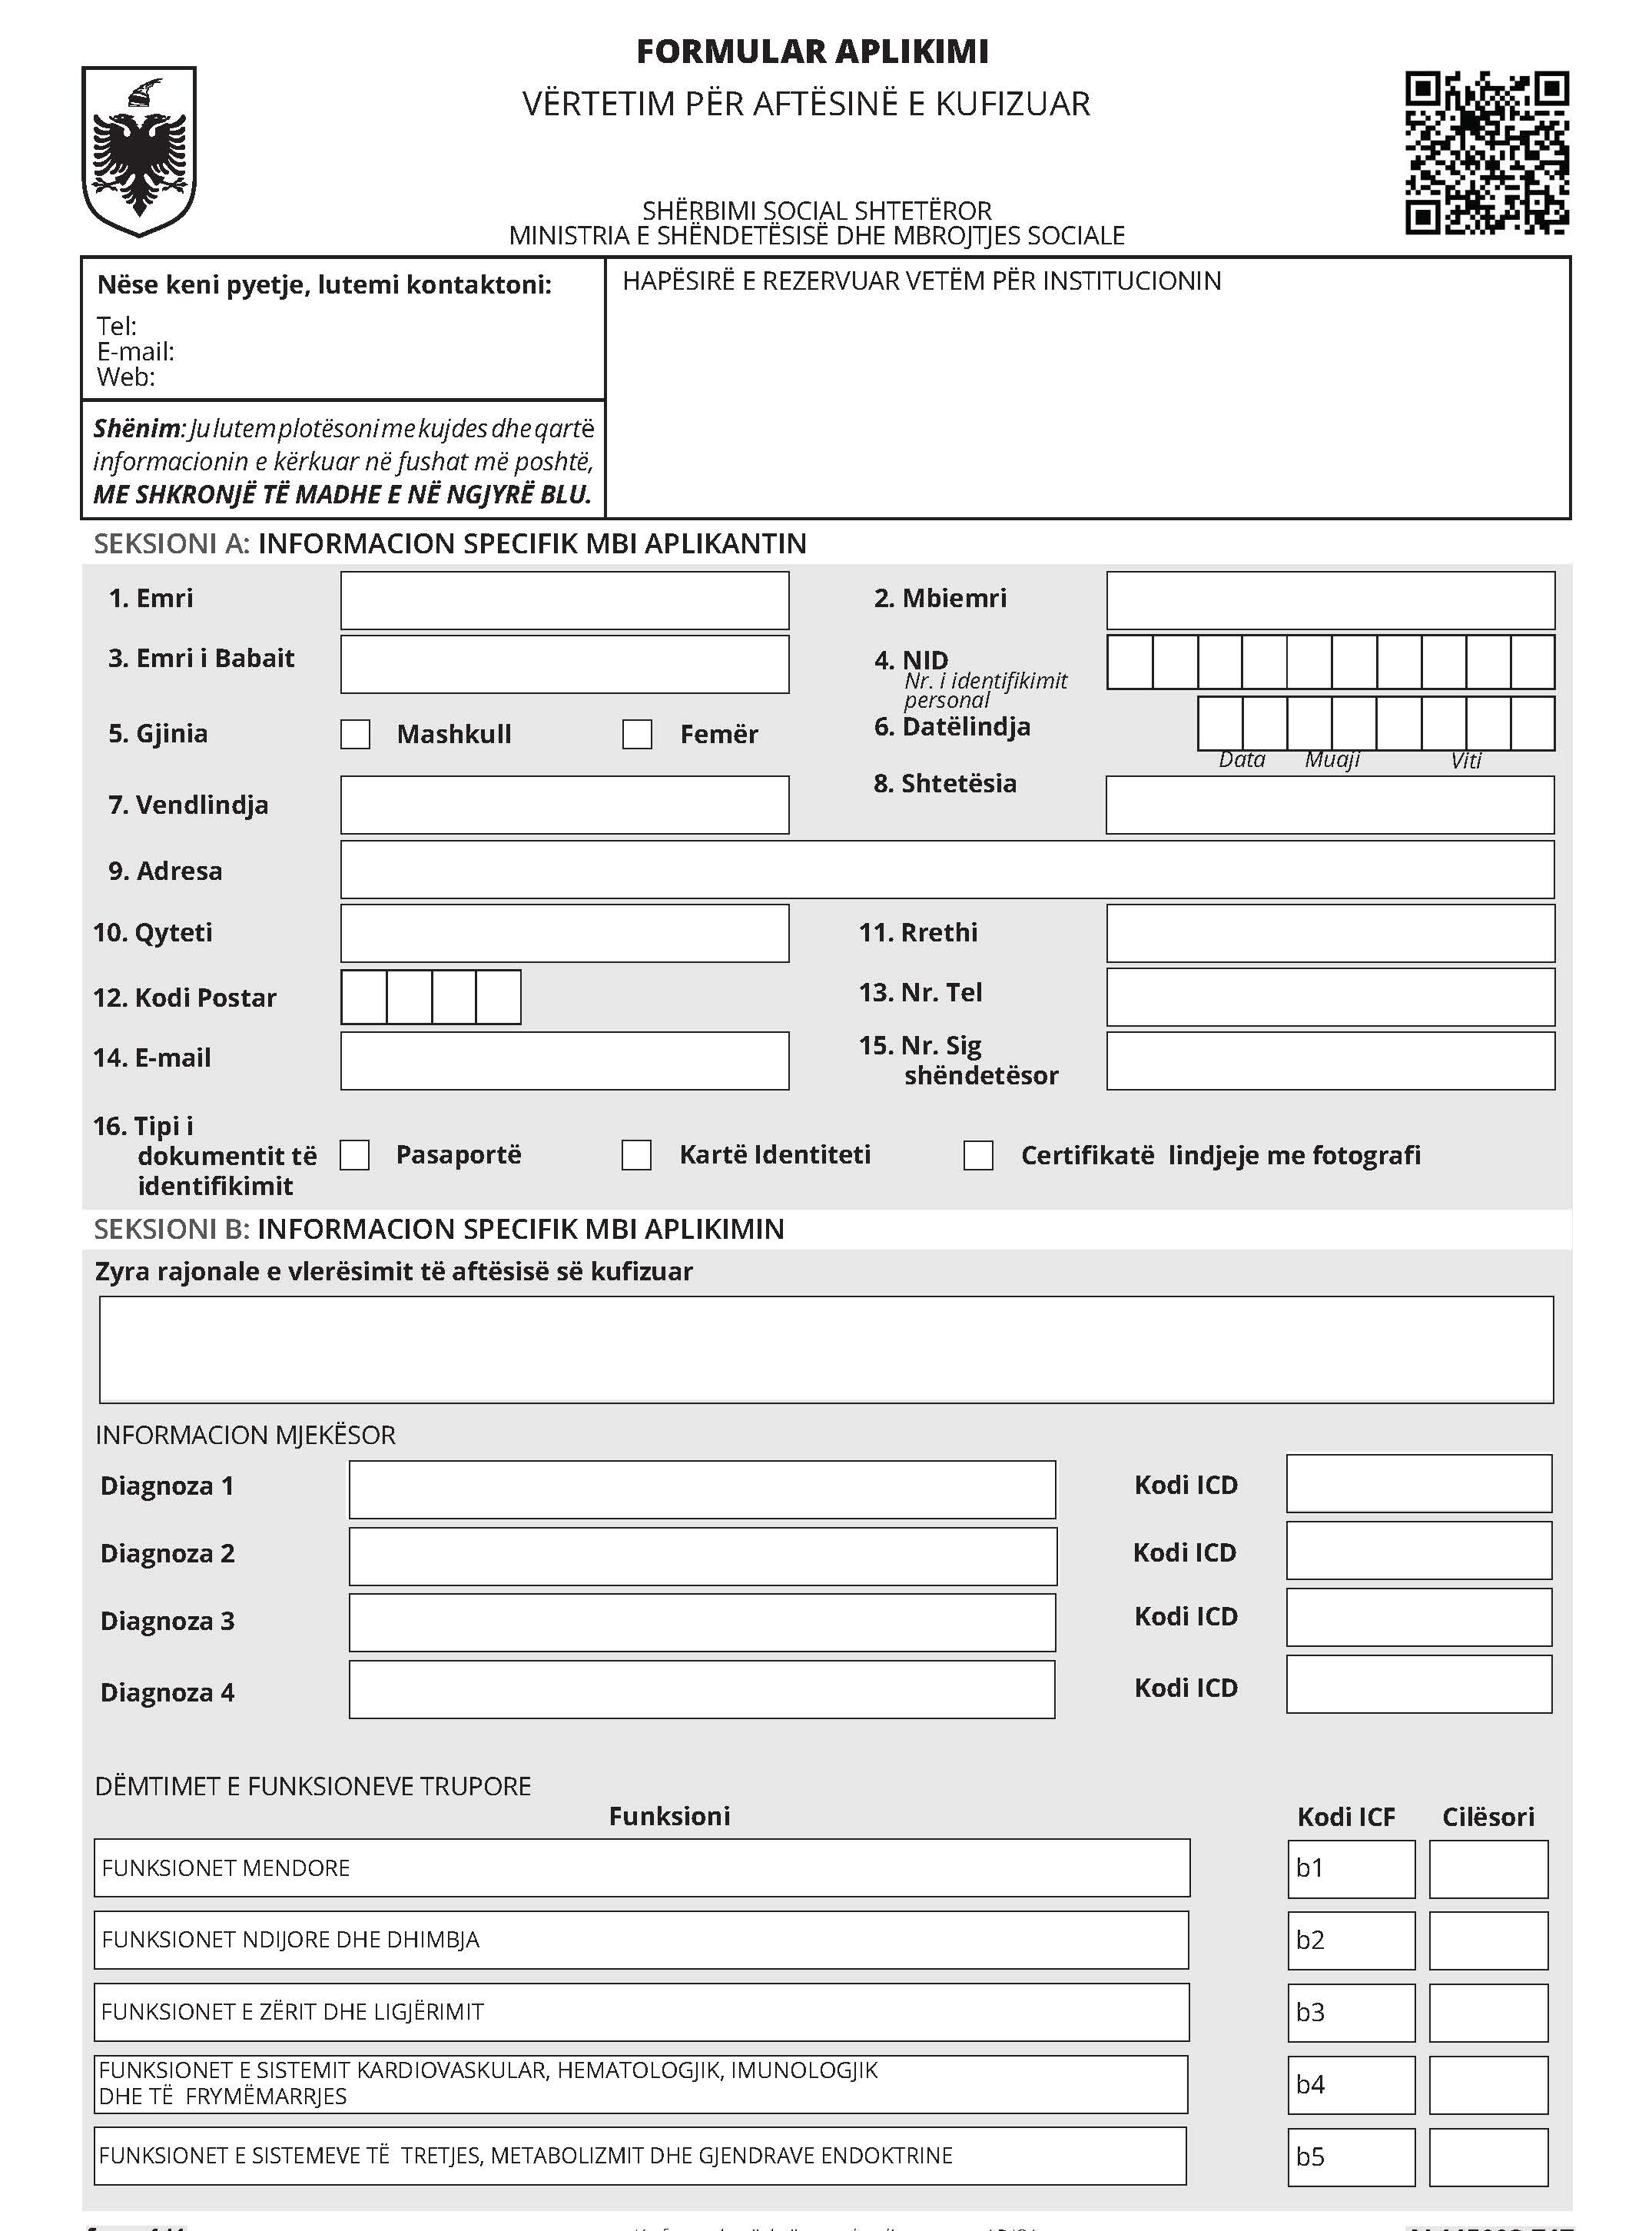 FORMULAR APLIKIMI
VËRTETIM PËR AFTËSINË E KUFIZUAR
SHËRBIMI SOCIAL SHTETËROR
MINISTRIA E SHËNDETËSISË DHE MBROJTJES SOCIALE
Nëse keni pyetje, lutemi kontaktoni:
Tel:
E-mail:
Web:
HAPËSIRË E REZERVUAR VETËM PËR INSTITUCIONIN
Shënim: Ju lutem plotësoni me kujdes dhe qartë
informacionin e kërkuar në fushat më poshtë,
ME SHKRONJË TË MADHE E NË NGJYRË BLU.
SEKSIONI A: INFORMACION SPECIFIK MBI APLIKANTIN
1. Emri
2. Mbiemri
3. Emri i Babait
4. NID
Nr. i identifikimit
personal
5. Gjinia Mashkull Femër
6. Datëlindja
Data Muaji Viti
7. Vendlindja
8. Shtetësia
9. Adresa
10. Qyteti
11. Rrethi
12. Kodi Postar
13. Nr. Tel
14. E-mail
15. Nr. Sig
shëndetësor
16. Tipi i
dokumentit të
identifikimit
Pasaportë Kartë Identiteti Certifikatë lindjeje me fotografi
SEKSIONI B: INFORMACION SPECIFIK MBI APLIKIMIN
Zyra rajonale e vlerësimit të aftësisë së kufizuar
INFORMACION MJEKËSOR
Diagnoza 1 Kodi ICD
Diagnoza 2 Kodi ICD
Diagnoza 3 Kodi ICD
Diagnoza 4 Kodi ICD
DËMTIMET E FUNKSIONEVE TRUPORE
Funksioni Kodi ICF Cilësori
FUNKSIONET MENDORE b1
FUNKSIONET NDIJORE DHE DHIMBJA b2
FUNKSIONET E ZËRIT DHE LIGJËRIMIT b3
FUNKSIONET E SISTEMIT KARDIOVASKULAR, HEMATOLOGJIK, IMUNOLOGJIK
DHE TË FRYMËMARRJES b4
FUNKSIONET E SISTEMEVE TË TRETJES, METABOLIZMIT DHE GJENDRAVE ENDOKTRINE b5